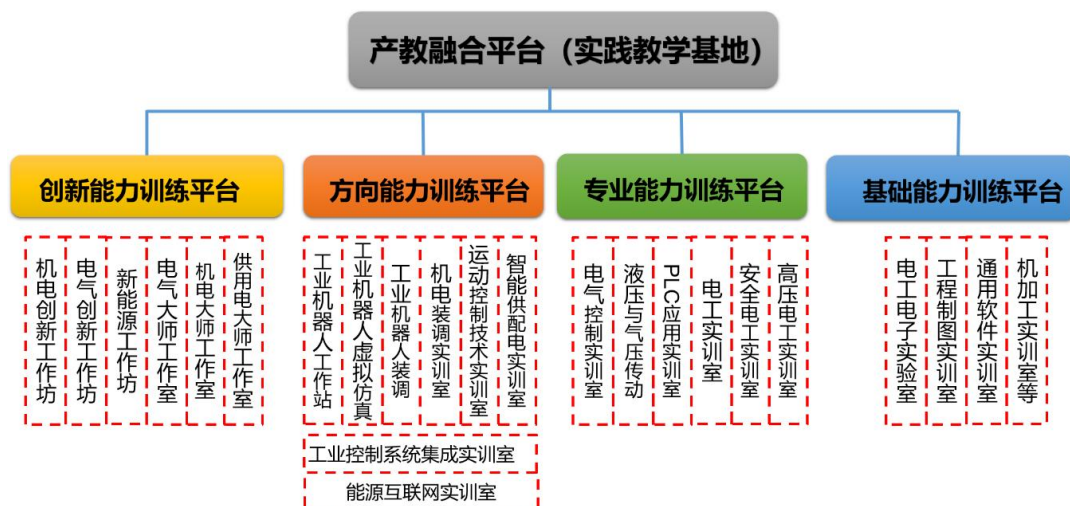 产教融合平台（实践教学基地）
创新能力训练平台
方向能力训练平台
专业能力训练平台
基础能力训练平台
机电创新工作坊
电气创新工作坊
新能源工作坊
电气大师工作室
机电大师工作室
供用电大师工作室
工业机器人工作站
工业机器人虚拟仿真
工业机器人装调
机电装调实训室
运动控制技术实训室
智能供配电实训室
工业控制系统集成实训室
能源互联网实训室
电气控制实训室
液压与气压传动
PLC应用实训室
电工实训室
安全电工实训室
高压电工实训室
电工电子实验室
工程制图实训室
通用软件实训室
机加工实训室等